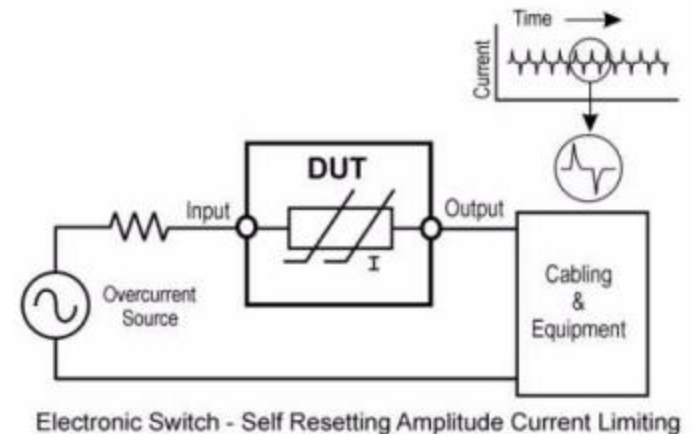 Time
Current
DUT
Input
Output
I
Overcurrent
Source
Cabling
&
Equipment
Electronic Switch - Self Resetting Amplitude Current Limiting